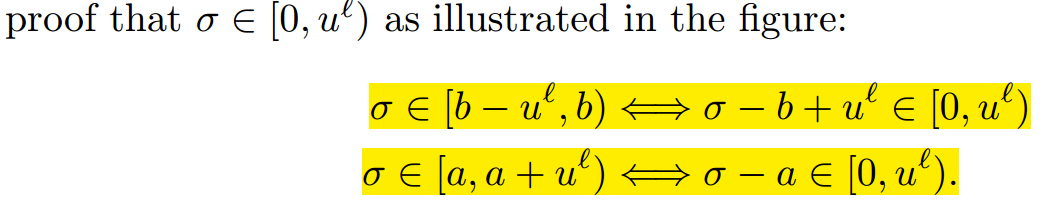 proof that σ ∈ [0, u^ℓ) as illustrated in the figure:
σ ∈ [b − u^ℓ, b) ⟺ σ − b + u^ℓ ∈ [0, u^ℓ)
σ ∈ [a, a + u^ℓ) ⟺ σ − a ∈ [0, u^ℓ).